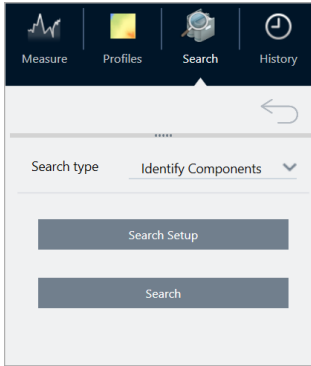 Measure Profiles Search History
Search type Identify Components
Search Setup
Search